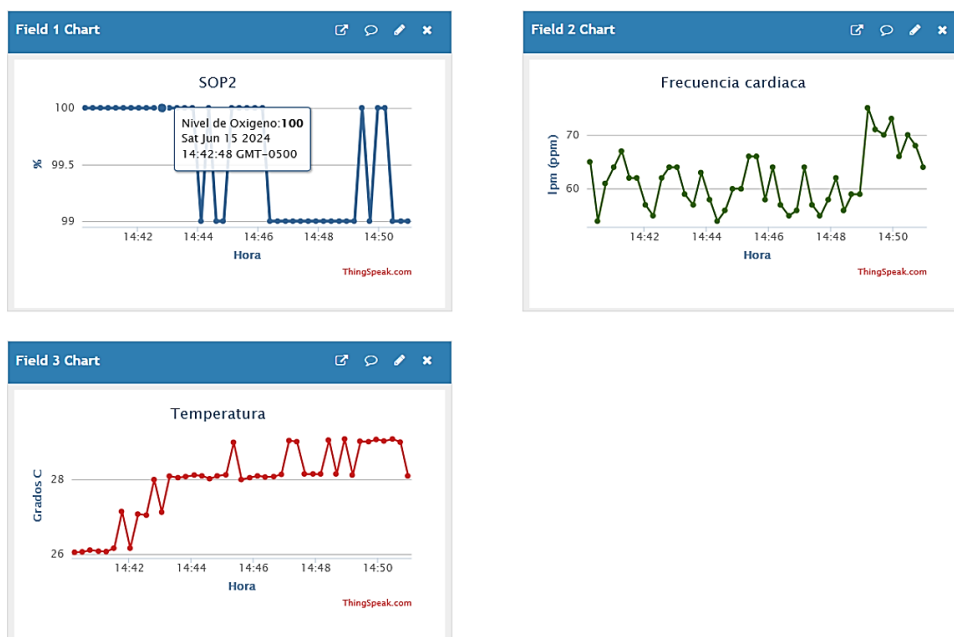 Field 1 Chart
SOP2
100
99.5
99
%
Nivel de Oxigeno:100
Sat Jun 15 2024
14:42:48 GMT-0500
14:42 14:44 14:46 14:48 14:50
Hora
ThingSpeak.com
Field 2 Chart
Frecuencia cardiaca
70
60
lpm (ppm)
14:42 14:44 14:46 14:48 14:50
Hora
ThingSpeak.com
Field 3 Chart
Temperatura
28
26
Grados C
14:42 14:44 14:46 14:48 14:50
Hora
ThingSpeak.com